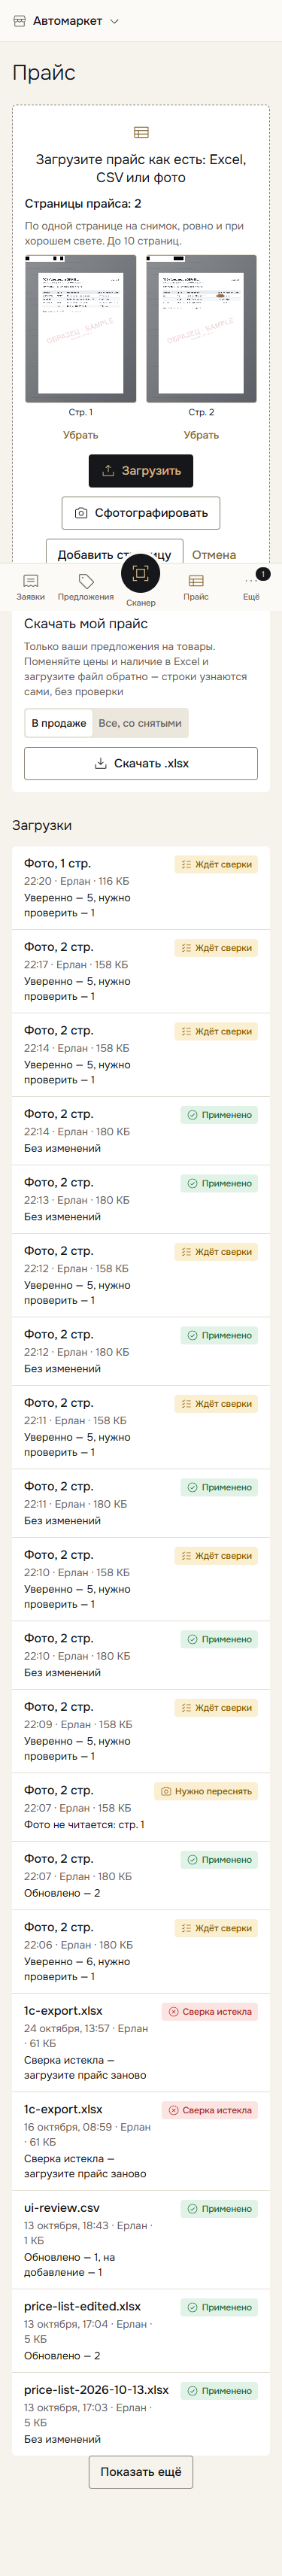 Автомаркет
Прайс
Загрузите прайс как есть: Excel,
CSV или фото
Страницы прайса: 2
По одной странице на снимок, ровно и при
хорошем свете. До 10 страниц.
ОБРАЗЕЦ · SAMPLE
ОБРАЗЕЦ · SAMPLE
Стр. 1
Стр. 2
Убрать
Убрать
Загрузить
Сфотографировать
Добавить ст цу
Отмена
Заявки
Предложения
Сканер
Прайс
1
Ещё
Скачать мой прайс
Только ваши предложения на товары.
Поменяйте цены и наличие в Excel и
загрузите файл обратно — строки узнаются
сами, без проверки
В продаже
Все, со снятыми
Скачать .xlsx
Загрузки
Фото, 1 стр.
Ждёт сверки
22:20 · Ерлан · 116 КБ
Уверенно — 5, нужно
проверить — 1
Фото, 2 стр.
Ждёт сверки
22:17 · Ерлан · 158 КБ
Уверенно — 5, нужно
проверить — 1
Фото, 2 стр.
Ждёт сверки
22:14 · Ерлан · 158 КБ
Уверенно — 5, нужно
проверить — 1
Фото, 2 стр.
Применено
22:14 · Ерлан · 180 КБ
Без изменений
Фото, 2 стр.
Применено
22:13 · Ерлан · 180 КБ
Без изменений
Фото, 2 стр.
Ждёт сверки
22:12 · Ерлан · 158 КБ
Уверенно — 5, нужно
проверить — 1
Фото, 2 стр.
Применено
22:12 · Ерлан · 180 КБ
Без изменений
Фото, 2 стр.
Ждёт сверки
22:11 · Ерлан · 158 КБ
Уверенно — 5, нужно
проверить — 1
Фото, 2 стр.
Применено
22:11 · Ерлан · 180 КБ
Без изменений
Фото, 2 стр.
Ждёт сверки
22:10 · Ерлан · 158 КБ
Уверенно — 5, нужно
проверить — 1
Фото, 2 стр.
Применено
22:10 · Ерлан · 180 КБ
Без изменений
Фото, 2 стр.
Ждёт сверки
22:09 · Ерлан · 158 КБ
Уверенно — 5, нужно
проверить — 1
Фото, 2 стр.
Нужно переснять
22:07 · Ерлан · 158 КБ
Фото не читается: стр. 1
Фото, 2 стр.
Применено
22:07 · Ерлан · 180 КБ
Обновлено — 2
Фото, 2 стр.
Ждёт сверки
22:06 · Ерлан · 180 КБ
Уверенно — 6, нужно
проверить — 1
1c-export.xlsx
Сверка истекла
24 октября, 13:57 · Ерлан
· 61 КБ
Сверка истекла —
загрузите прайс заново
1c-export.xlsx
Сверка истекла
16 октября, 08:59 · Ерлан
· 61 КБ
Сверка истекла —
загрузите прайс заново
ui-review.csv
Применено
13 октября, 18:43 · Ерлан ·
1 КБ
Обновлено — 1, на
добавление — 1
price-list-edited.xlsx
Применено
13 октября, 17:04 · Ерлан ·
5 КБ
Обновлено — 2
price-list-2026-10-13.xlsx
Применено
13 октября, 17:03 · Ерлан ·
5 КБ
Без изменений
Показать ещё